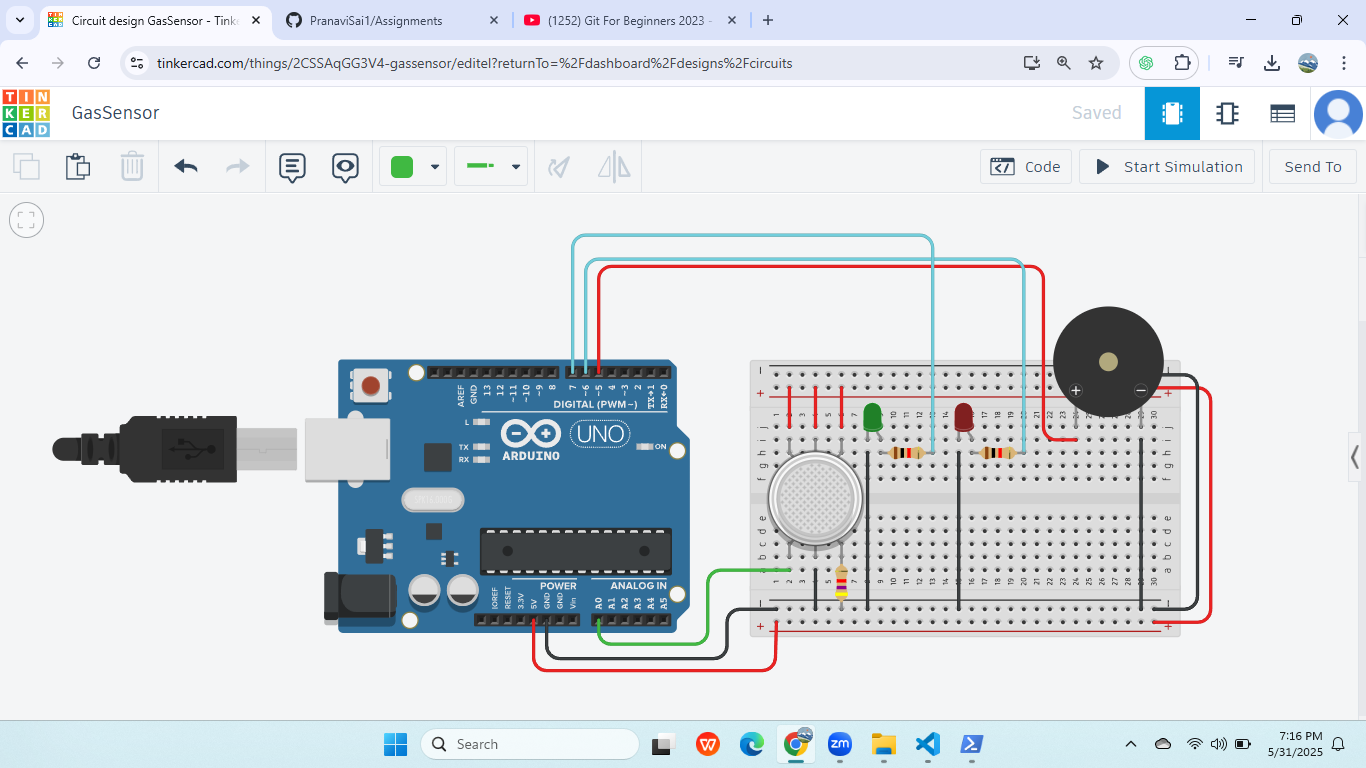 Circuit design GasSensor - Tink
PranaviSai1/Assignments
(1252) Git For Beginners 2023 -
tinkercad.com/things/2CSSAqGG3V4-gassensor/editel?returnTo=%2Fdashboard%2Fdesigns%2Fcircuits
TIN
KER
CAD
GasSensor
Saved
Code
Start Simulation
Send To
AREF
GND
13
12
~11
~10
~9
8
7
~6
~5
4
~3
2
TX→1
RX←0
DIGITAL (PWM~)
L
TX
RX
ARDUINO
UNO
ON
POWER
ANALOG IN
IOREF
RESET
3.3V
5V
GND
GND
Vin
A0
A1
A2
A3
A4
A5
Search
zm
7:16 PM
5/31/2025